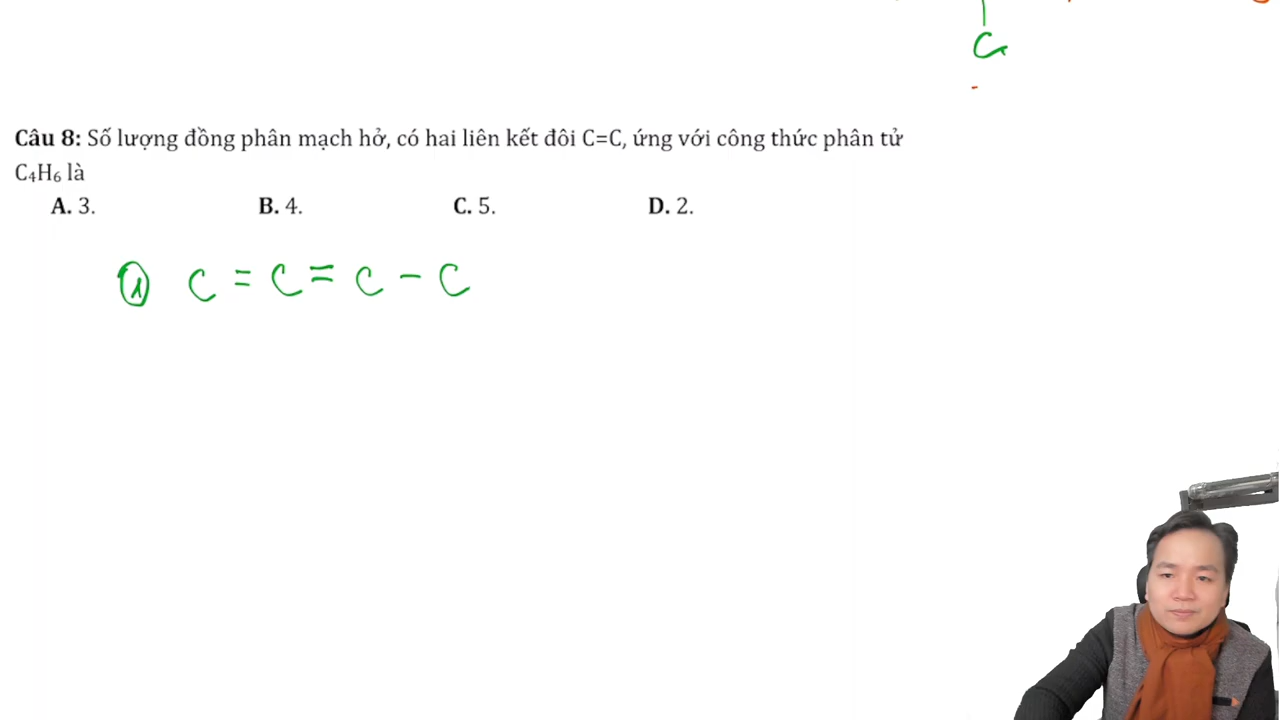 C
Câu 8: Số lượng đồng phân mạch hở, có hai liên kết đôi C=C, ứng với công thức phân tử
C₄H₆ là
A. 3. B. 4. C. 5. D. 2.
① C = C = C - C